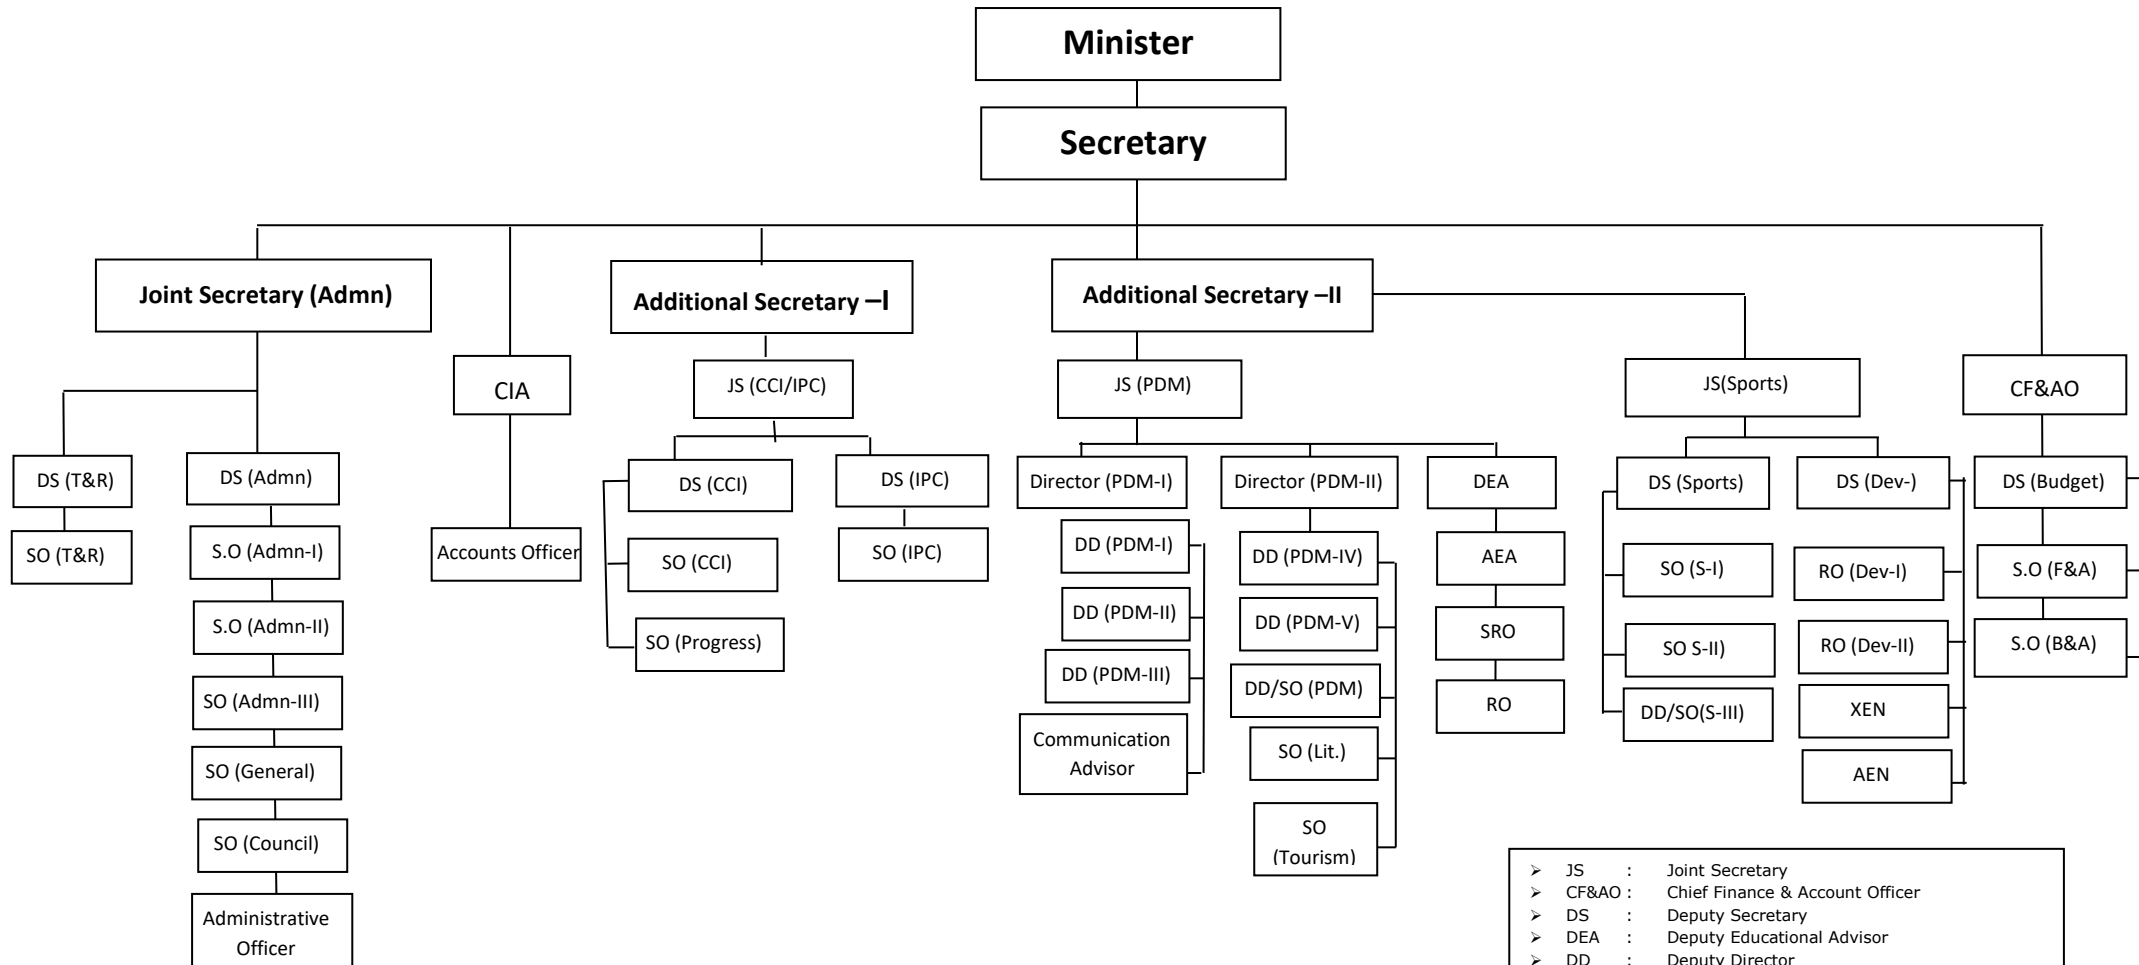 Minister
Secretary
Joint Secretary (Admn)
Additional Secretary –I
Additional Secretary –II
CIA
JS (CCI/IPC)
JS (PDM)
JS(Sports)
CF&AO
DS (T&R)
DS (Admn)
DS (CCI)
DS (IPC)
Director (PDM-I)
Director (PDM-II)
DEA
DS (Sports)
DS (Dev-)
DS (Budget)
SO (T&R)
S.O (Admn-I)
Accounts Officer
SO (CCI)
SO (IPC)
DD (PDM-I)
DD (PDM-IV)
AEA
SO (S-I)
RO (Dev-I)
S.O (F&A)
S.O (Admn-II)
SO (Progress)
DD (PDM-II)
DD (PDM-V)
SRO
SO S-II)
RO (Dev-II)
S.O (B&A)
SO (Admn-III)
DD (PDM-III)
DD/SO (PDM)
RO
DD/SO(S-III)
XEN
SO (General)
Communication
Advisor
SO (Lit.)
AEN
SO (Council)
SO
(Tourism)
Administrative
Officer
➢ JS : Joint Secretary
➢ CF&AO : Chief Finance & Account Officer
➢ DS : Deputy Secretary
➢ DEA : Deputy Educational Advisor
➢ DD : Deputy Director